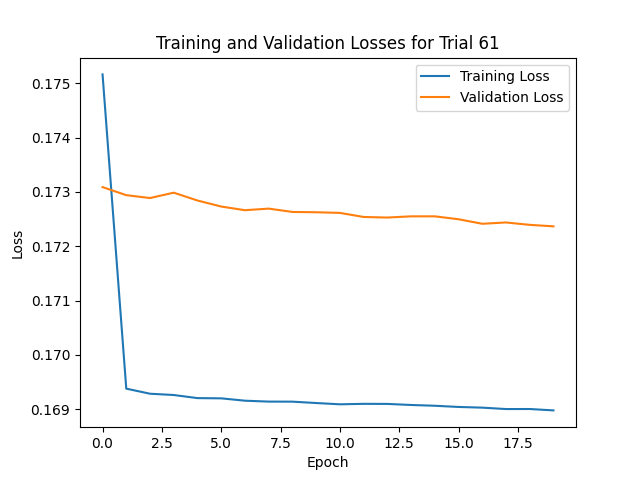 Training and Validation Losses for Trial 61
Training Loss
Validation Loss
0.175
0.174
0.173
0.172
0.171
0.170
0.169
Loss
0.0 2.5 5.0 7.5 10.0 12.5 15.0 17.5
Epoch